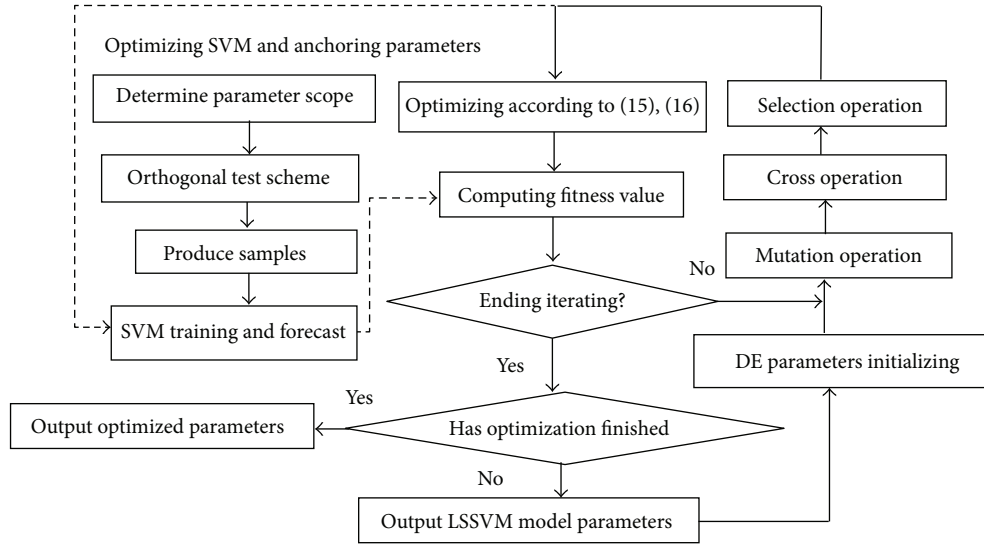 Optimizing SVM and anchoring parameters
Determine parameter scope
Orthogonal test scheme
Produce samples
SVM training and forecast
Optimizing according to (15), (16)
Computing fitness value
Ending iterating?
No
Yes
Has optimization finished
Yes
Output optimized parameters
No
Output LSSVM model parameters
DE parameters initializing
Mutation operation
Cross operation
Selection operation